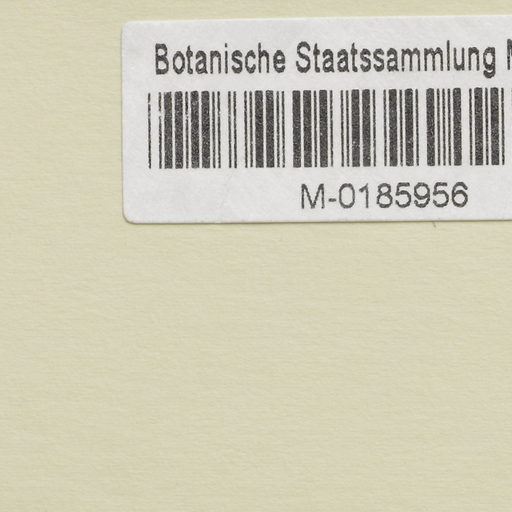 Botanische Staatssammlung
M-0185956